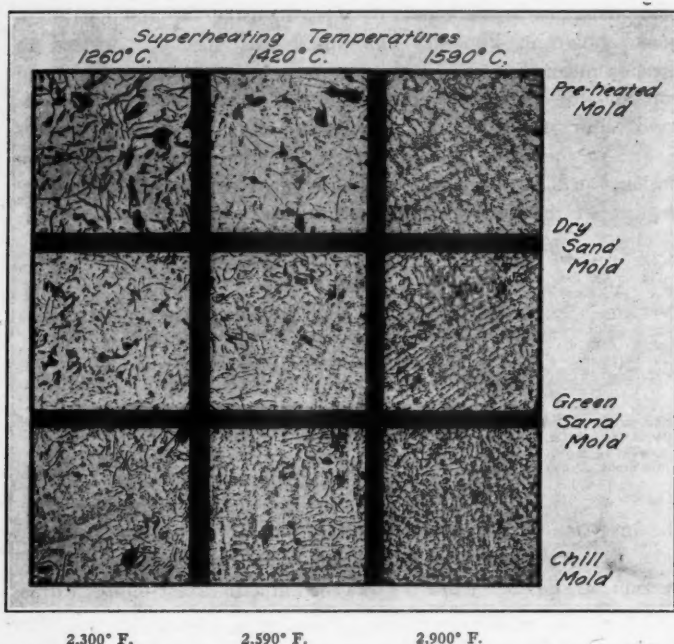 Superheating Temperatures
1260° C. 1420° C. 1590° C,
Pre-heated
Mold
Dry
Sand
Mold
Green
Sand
Mold
Chill
Mold
2,300° F. 2,590° F. 2,900° F.